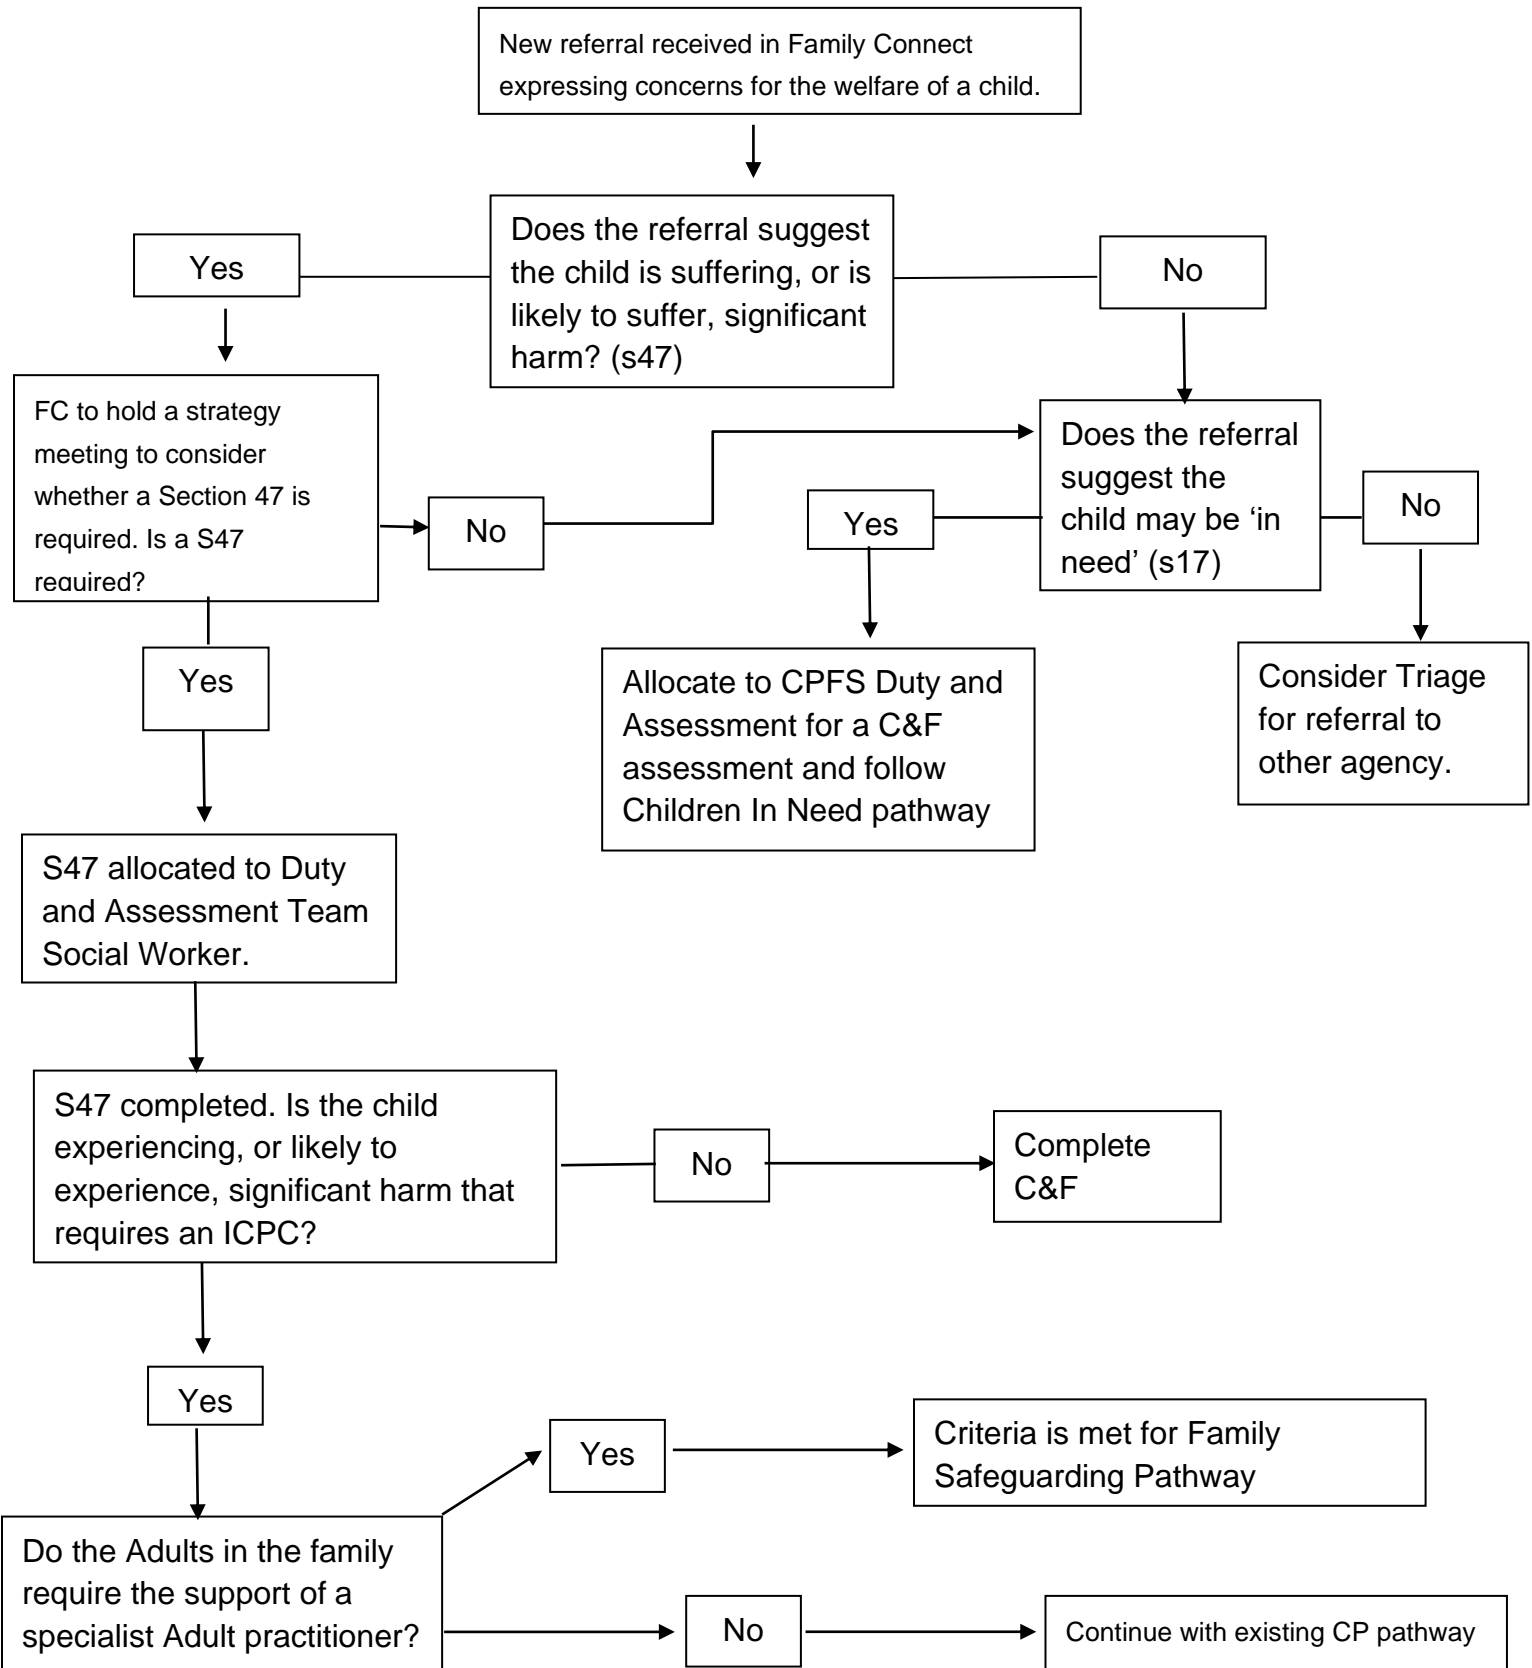 New referral received in Family Connect
expressing concerns for the welfare of a child.
Does the referral suggest
the child is suffering, or is
likely to suffer, significant
harm? (s47)
Yes
No
FC to hold a strategy
meeting to consider
whether a Section 47 is
required. Is a S47
required?
No
Does the referral
suggest the
child may be ‘in
need’ (s17)
Yes
No
Yes
Allocate to CPFS Duty and
Assessment for a C&F
assessment and follow
Children In Need pathway
Consider Triage
for referral to
other agency.
S47 allocated to Duty
and Assessment Team
Social Worker.
S47 completed. Is the child
experiencing, or likely to
experience, significant harm that
requires an ICPC?
No
Complete
C&F
Yes
Yes
Criteria is met for Family
Safeguarding Pathway
Do the Adults in the family
require the support of a
specialist Adult practitioner?
No
Continue with existing CP pathway